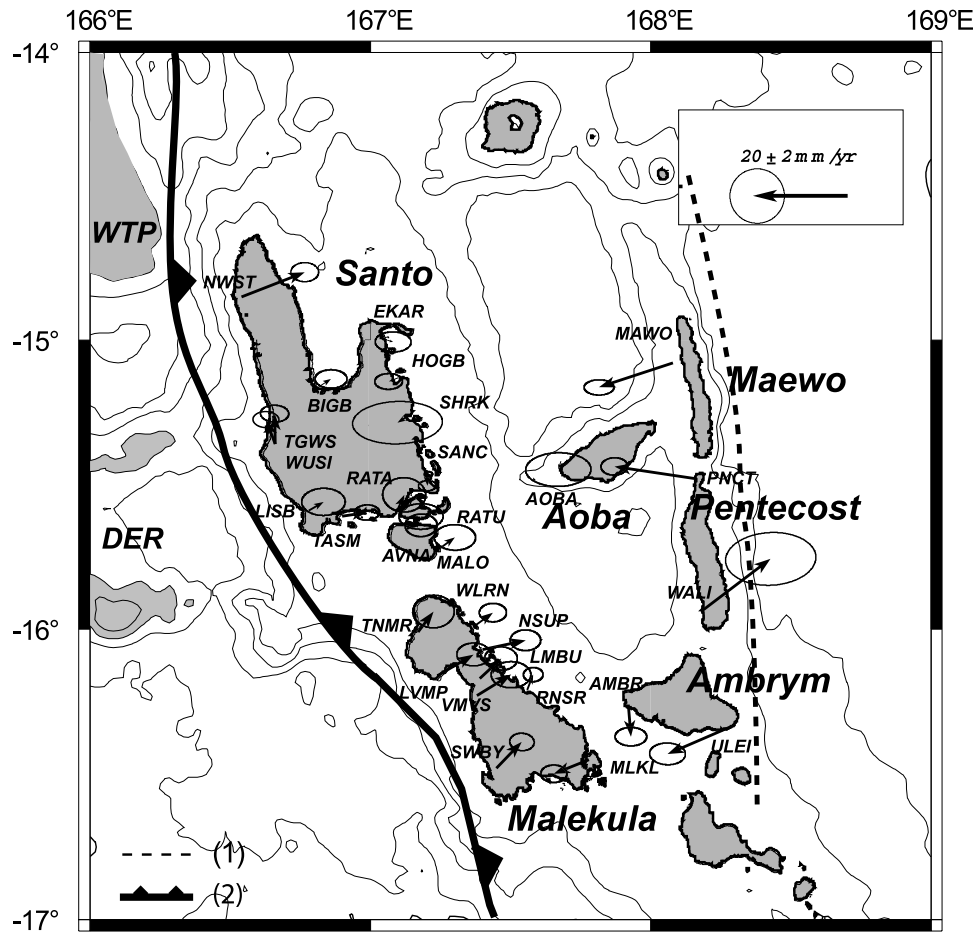 166°E 167°E 168°E 169°E
-14°
20 ± 2 mm/yr
WTP
NWST Santo
EKAR
-15°
MAWO
HOGB
Maewo
BIGB SHRK
TGWS
WUSI SANC
RATA PNCT
AOBA
LISB Aoba Pentecost
RATU
TASM
DER
AVNA MALO
WLRN WALI
-16°
TNMR NSUP
LMBU
LVMP AMBR Ambrym
VMVS RNSR
SWBY ULEI
MLKL
Malekula
(1)
(2)
-17°